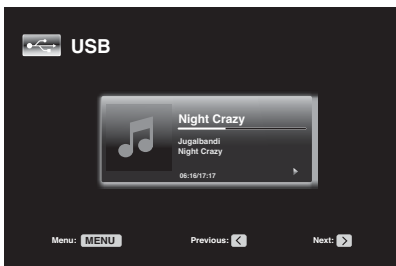 USB
Night Crazy
Jugalbandi
Night Crazy
06:16/17:17
Menu: MENU Previous: Next: